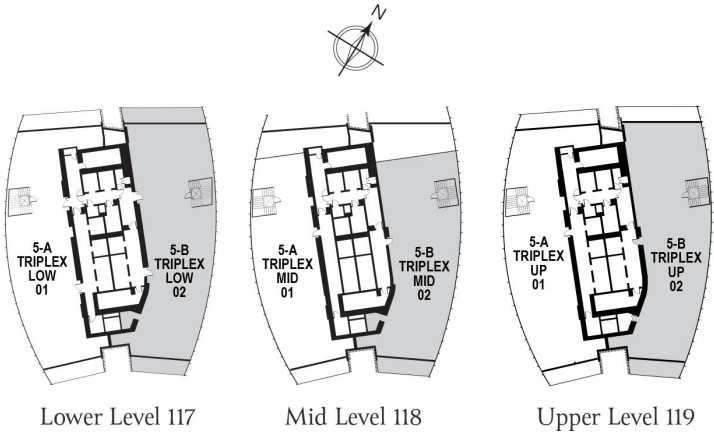 N
5-A
TRIPLEX
LOW
01
5-B
TRIPLEX
LOW
02
5-A
TRIPLEX
MID
01
5-B
TRIPLEX
MID
02
5-A
TRIPLEX
UP
01
5-B
TRIPLEX
UP
02
Lower Level 117
Mid Level 118
Upper Level 119